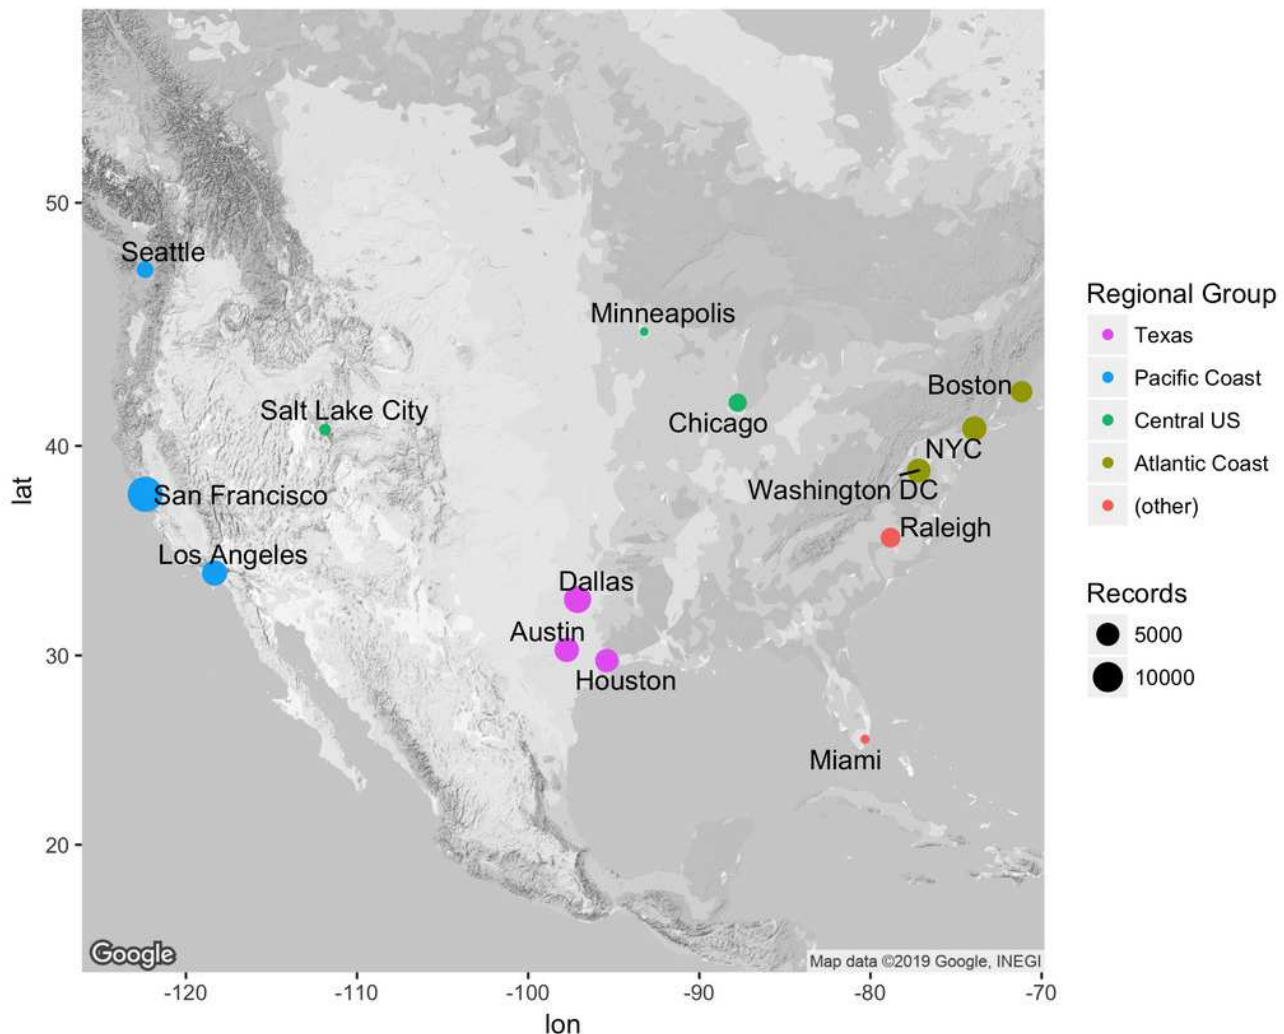 50
40
30
20
lat
Seattle
Minneapolis
Boston
Salt Lake City
Chicago
NYC
Washington DC
San Francisco
Raleigh
Los Angeles
Dallas
Austin
Houston
Miami
Google
Map data ©2019 Google, INEGI
-120
-110
-100
-90
-80
-70
lon
Regional Group
Texas
Pacific Coast
Central US
Atlantic Coast
(other)
Records
5000
10000